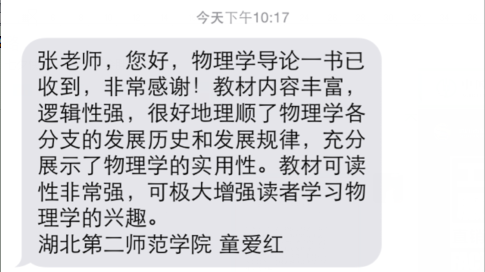 今天下午10:17
张老师，您好，物理学导论一书已
收到，非常感谢！教材内容丰富，
逻辑性强，很好地理顺了物理学各
分支的发展历史和发展规律，充分
展示了物理学的实用性。教材可读
性非常强，可极大增强读者学习物
理学的兴趣。
湖北第二师范学院 童爱红